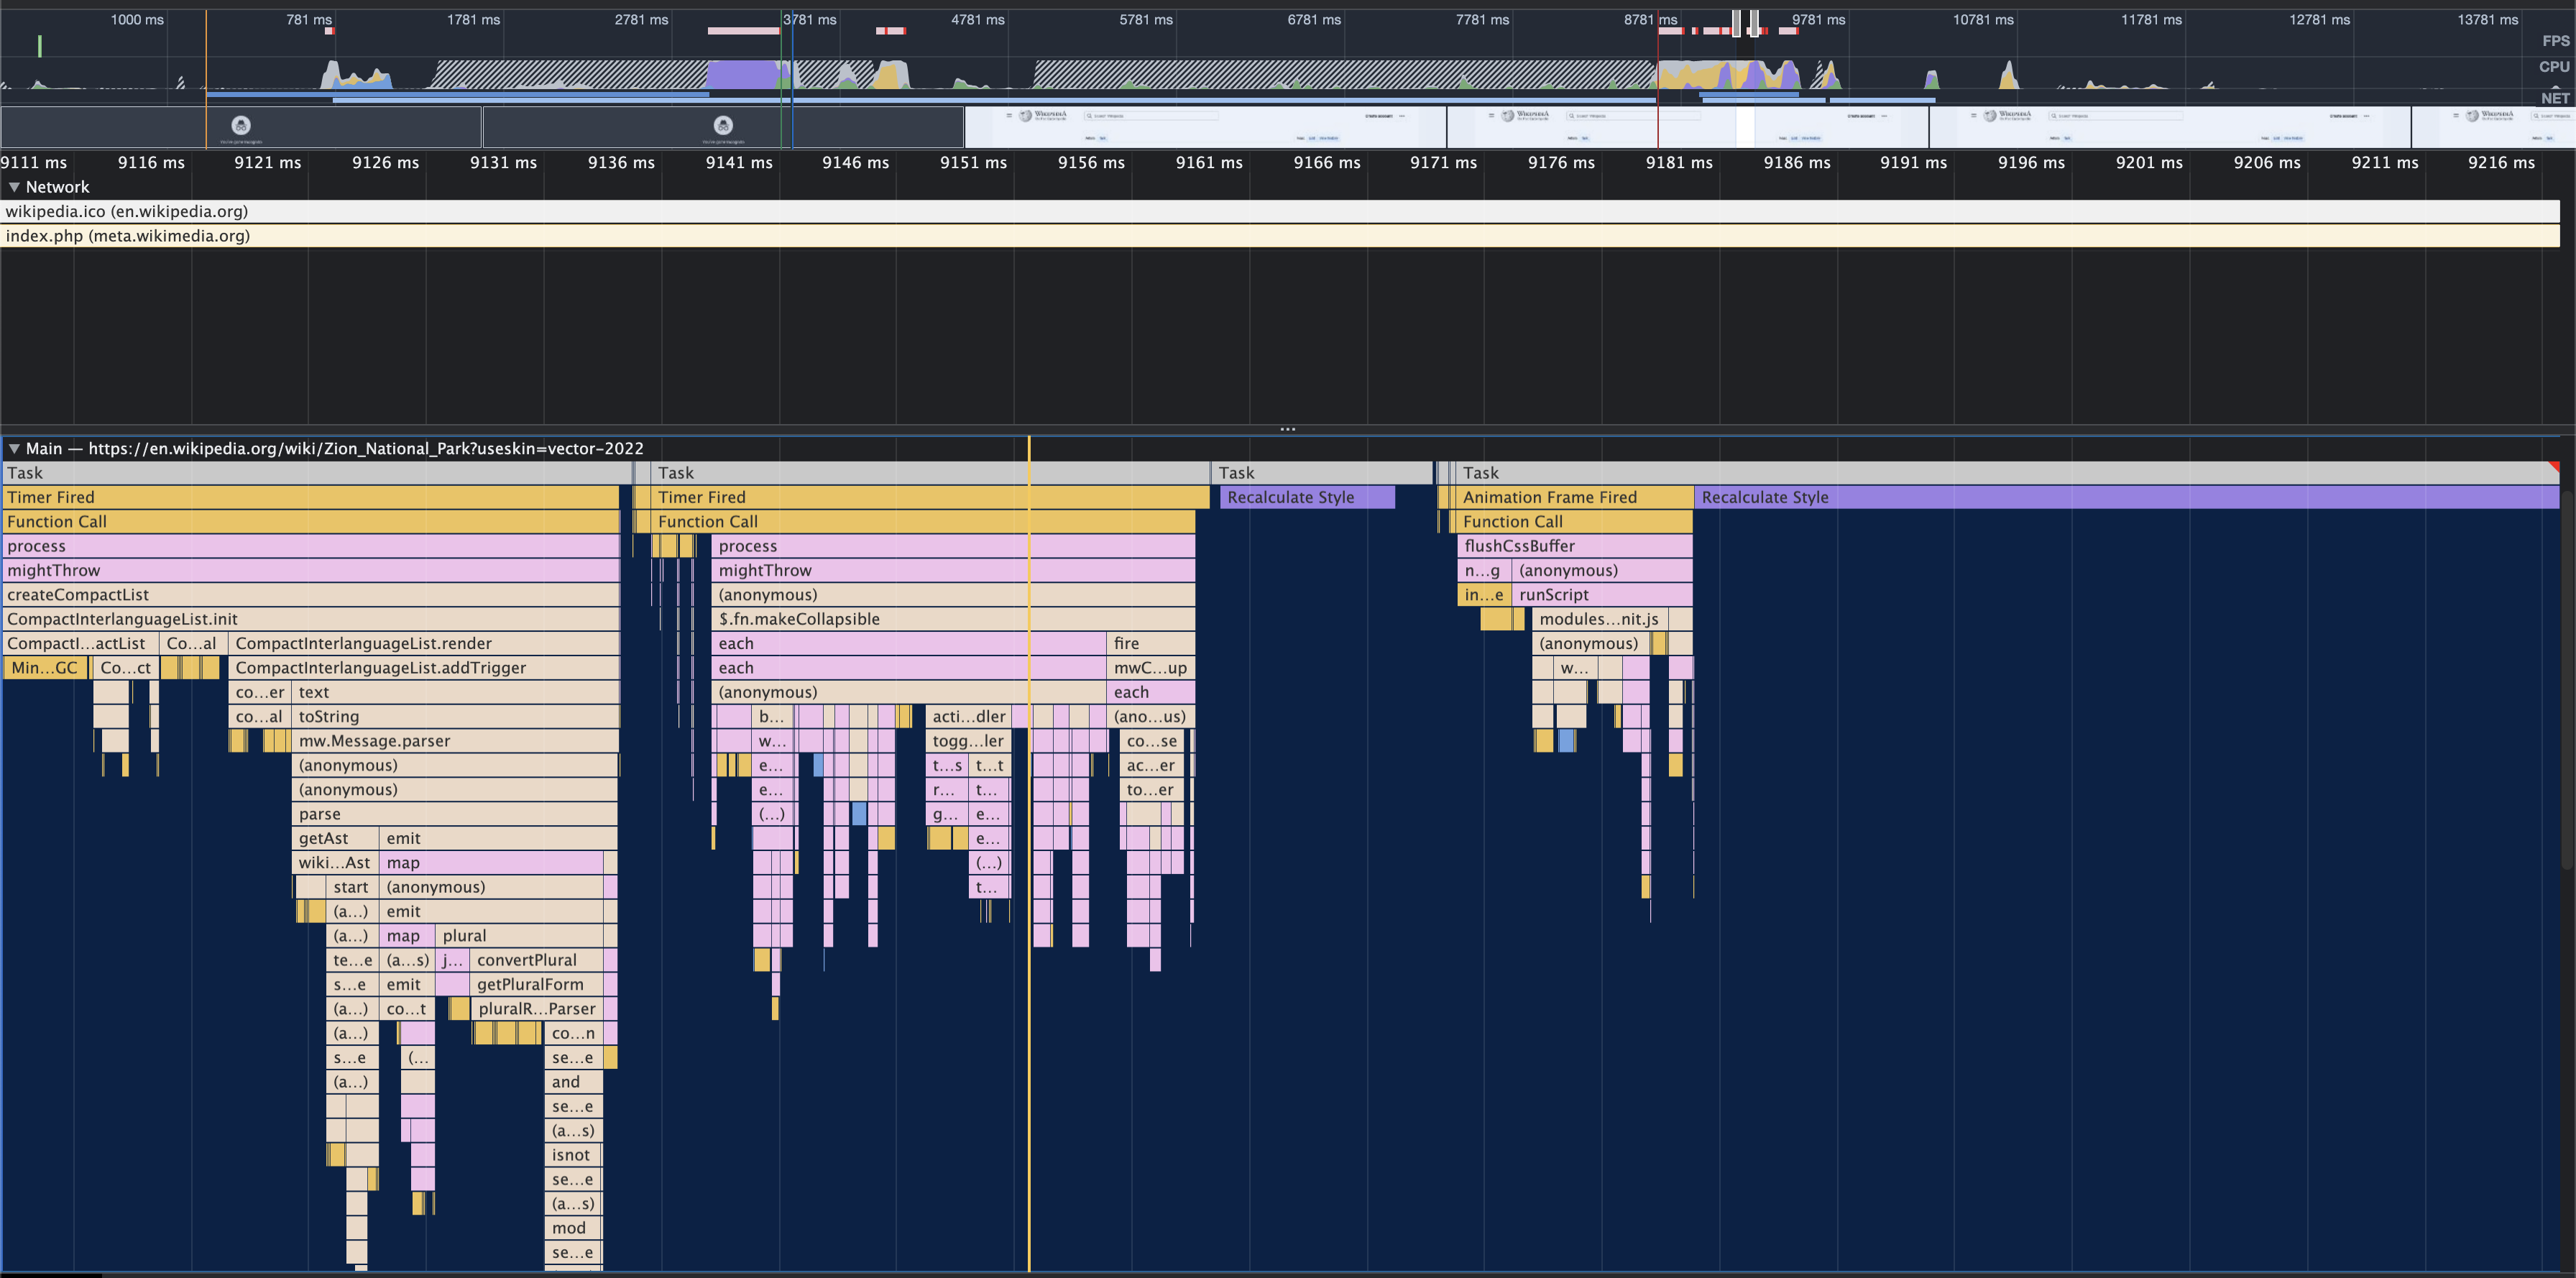 1000 ms 781 ms 1781 ms 2781 ms 3781 ms 4781 ms 5781 ms 6781 ms 7781 ms 8781 ms 9781 ms 10781 ms 11781 ms 12781 ms 13781 ms
FPS
CPU
NET
WIKIPEDIA WIKIPEDIA WIKIPEDIA WIKIPEDIA
9111 ms 9116 ms 9121 ms 9126 ms 9131 ms 9136 ms 9141 ms 9146 ms 9151 ms 9156 ms 9161 ms 9166 ms 9171 ms 9176 ms 9181 ms 9186 ms 9191 ms 9196 ms 9201 ms 9206 ms 9211 ms 9216 ms
▼ Network
wikipedia.ico (en.wikipedia.org)
index.php (meta.wikimedia.org)
...
▼ Main — https://en.wikipedia.org/wiki/Zion_National_Park?useskin=vector-2022
Task Task Task Task
Timer Fired Timer Fired Recalculate Style Animation Frame Fired Recalculate Style
Function Call Function Call Function Call
process process flushCssBuffer
mightThrow mightThrow n...g (anonymous)
createCompactList (anonymous) in...e runScript
CompactInterlanguageList.init $.fn.makeCollapsible modules...nit.js
CompactI...actList Co...al CompactInterlanguageList.render each fire (anonymous)
Min...GC Co...ct CompactInterlanguageList.addTrigger each mwC...up w...
co...er text (anonymous) each
co...al toString b... acti...dler (ano...us)
mw.Message.parser w... togg...ler co...se
(anonymous) e... t...s t...t ac...er
(anonymous) e... r... t... to...er
parse (...) g... e...
getAst emit e...
wiki...Ast map (...)
start (anonymous) t...
(a...) emit
(a...) map plural
te...e (a...s) j... convertPlural
s...e emit getPluralForm
(a...) co...t pluralR...Parser
(a...) co...n
s...e (... se...e
(a...) and
se...e
(a...s)
isnot
se...e
(a...s)
mod
se...e